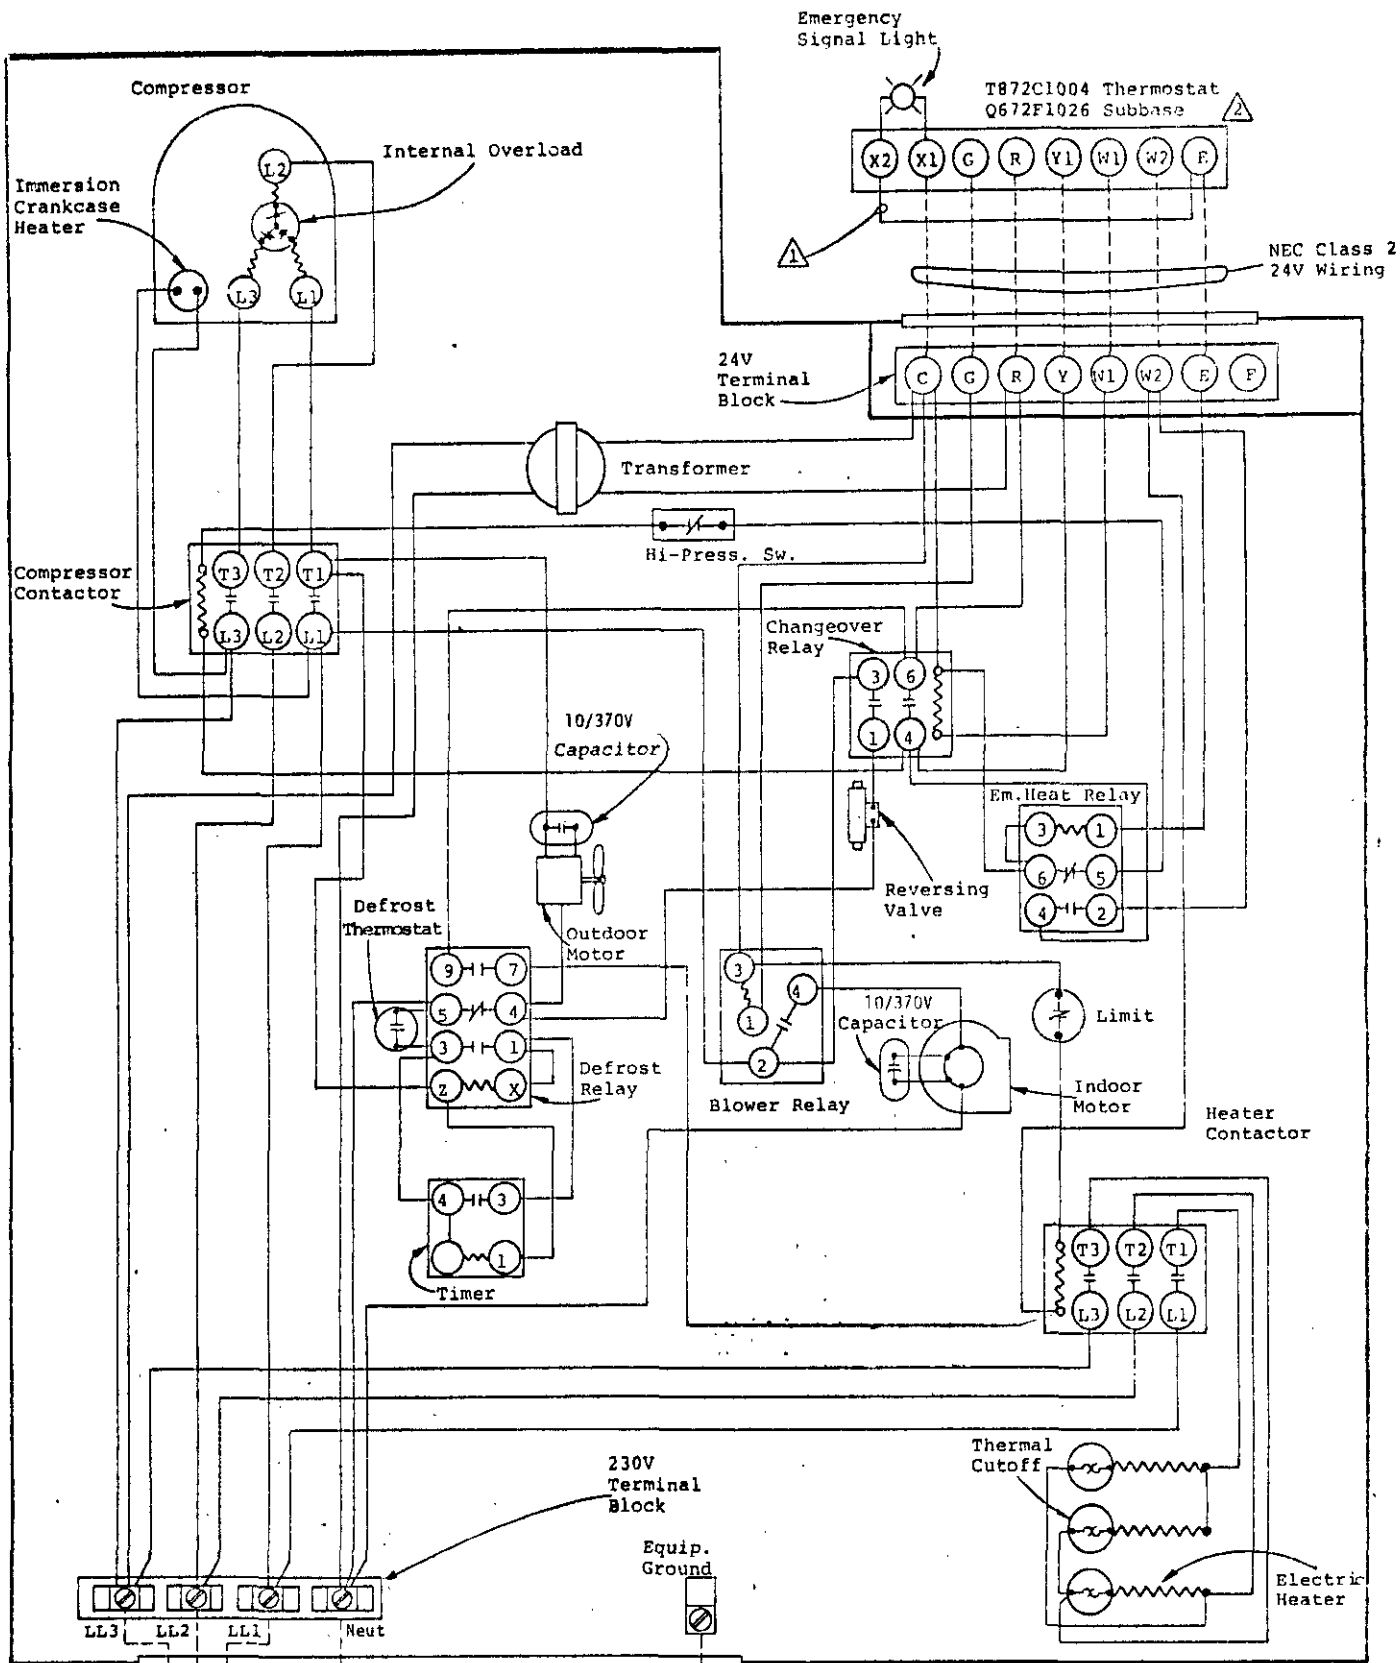 Emergency
Signal Light
T872C1004 Thermostat
Q672F1026 Subbase
2
Compressor
Internal Overload
Immersion
Crankcase
Heater
L2
L3
L1
X2 X1 G R Y1 W1 W2 E
1
NEC Class 2
24V Wiring
24V
Terminal
Block
C G R Y W1 W2 E F
Transformer
Hi-Press. Sw.
Compressor
Contactor
T3 T2 T1
L3 L2 L1
Changeover
Relay
3 6
1 4
10/370V
Capacitor
Em.Heat Relay
3 1
6 5
4 2
Reversing
Valve
Defrost
Thermostat
Outdoor
Motor
9 7
5 4
3 1
Z X
Defrost
Relay
3
4
1
2
Blower Relay
10/370V
Capacitor
Limit
Indoor
Motor
Heater
Contactor
4 3
1
Timer
T3 T2 T1
L3 L2 L1
Thermal
Cutoff
230V
Terminal
Block
Equip.
Ground
Electric
Heater
LL3 LL2 LL1 Neut